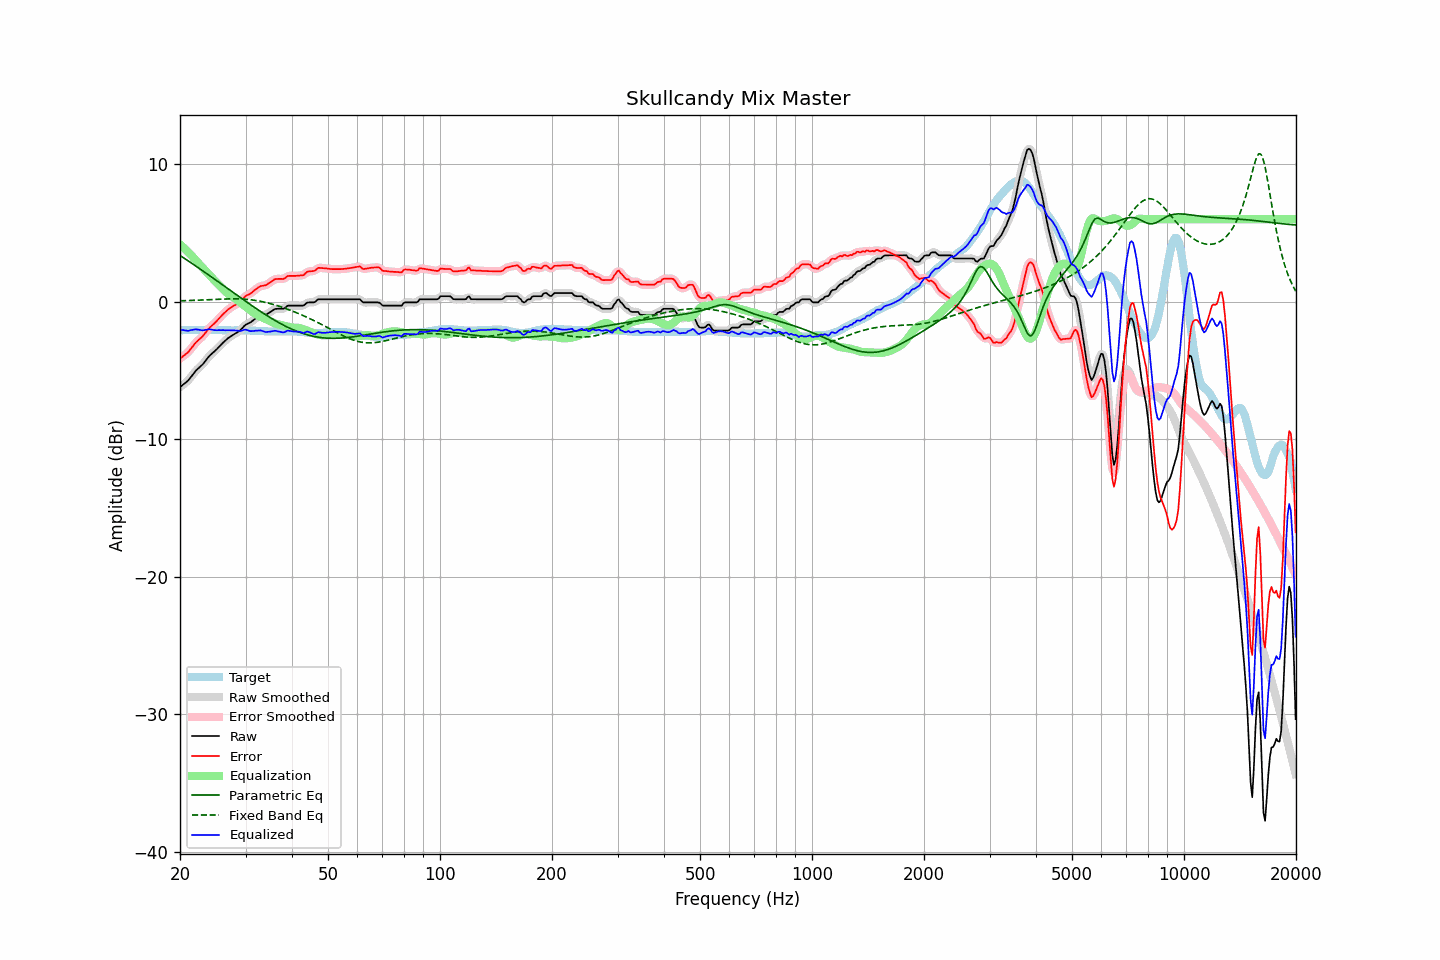 Skullcandy Mix Master
Amplitude (dBr)
10
0
−10
−20
−30
−40
Target
Raw Smoothed
Error Smoothed
Raw
Error
Equalization
Parametric Eq
Fixed Band Eq
Equalized
20 50 100 200 500 1000 2000 5000 10000 20000
Frequency (Hz)